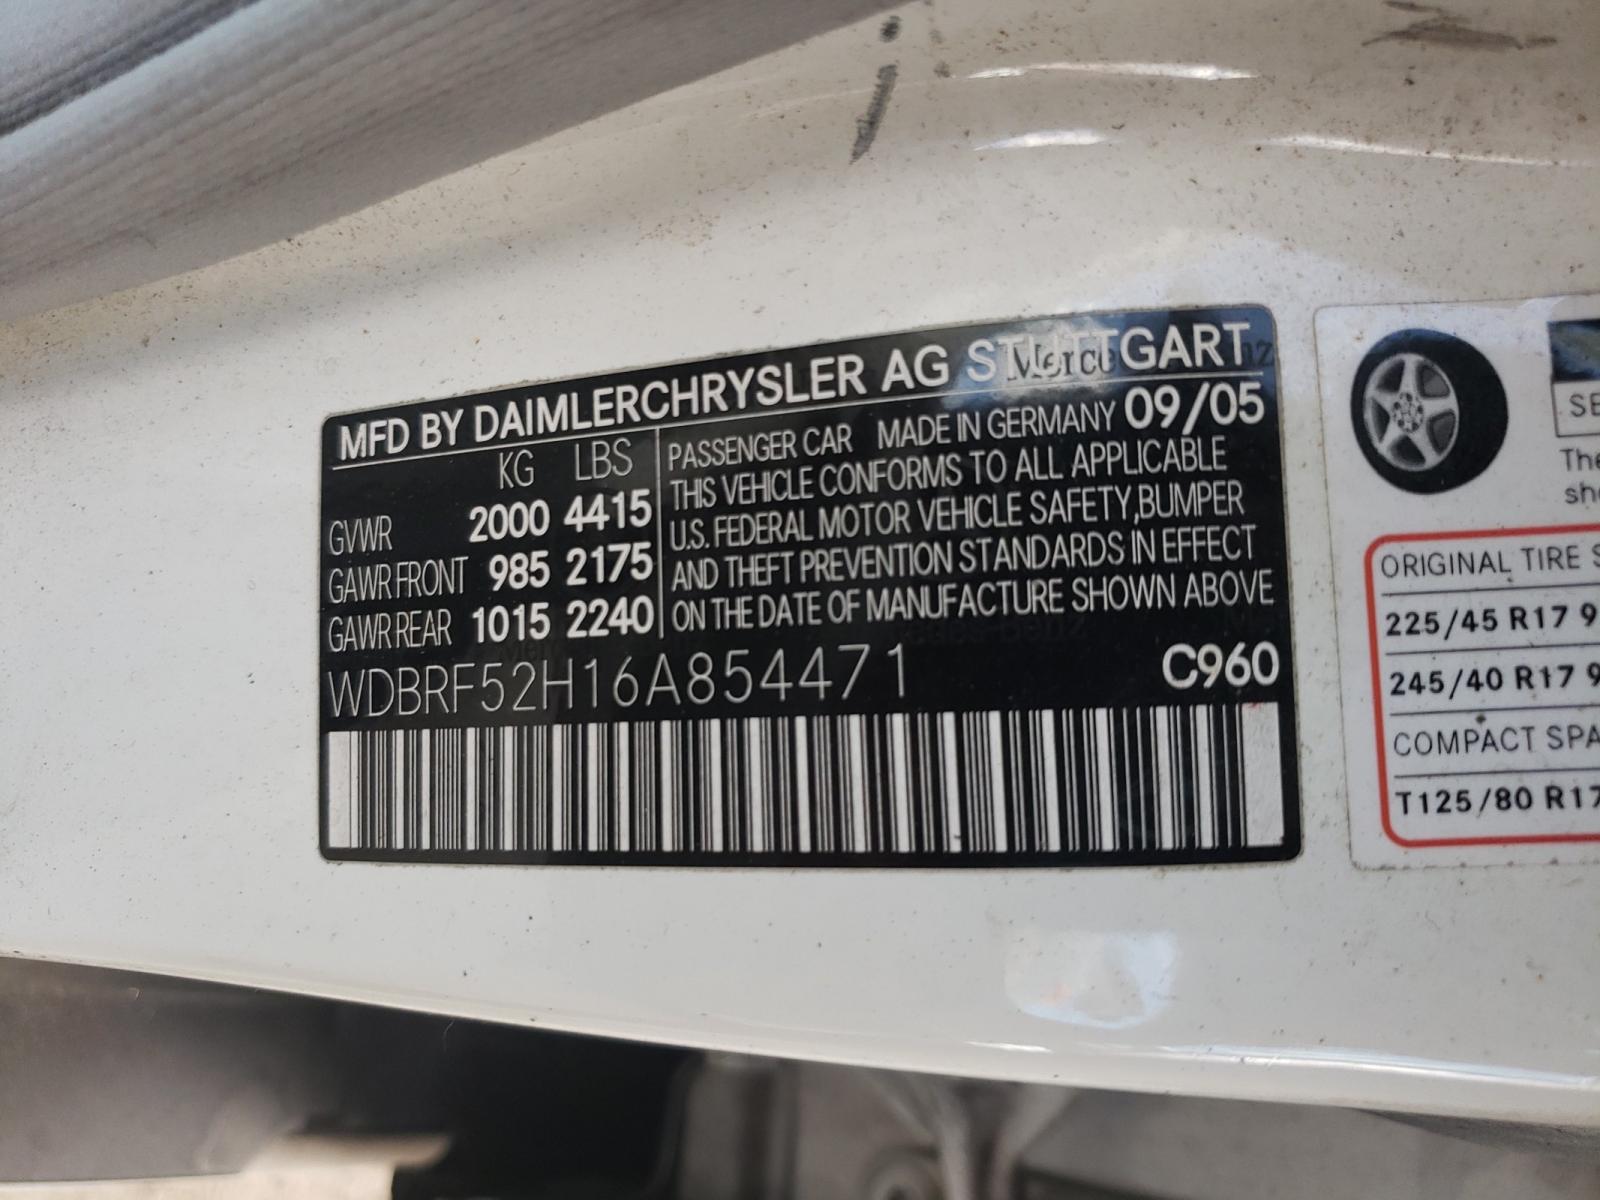 MFD BY DAIMLERCHRYSLER AG STUTTGART
KG LBS
GVWR 2000 4415
GAWR FRONT 985 2175
GAWR REAR 1015 2240
PASSENGER CAR MADE IN GERMANY 09/05
THIS VEHICLE CONFORMS TO ALL APPLICABLE
U.S. FEDERAL MOTOR VEHICLE SAFETY,BUMPER
AND THEFT PREVENTION STANDARDS IN EFFECT
ON THE DATE OF MANUFACTURE SHOWN ABOVE
WDBRF52H16A854471 C960
ORIGINAL TIRE
225/45 R17
245/40 R17
COMPACT
T125/80 R17